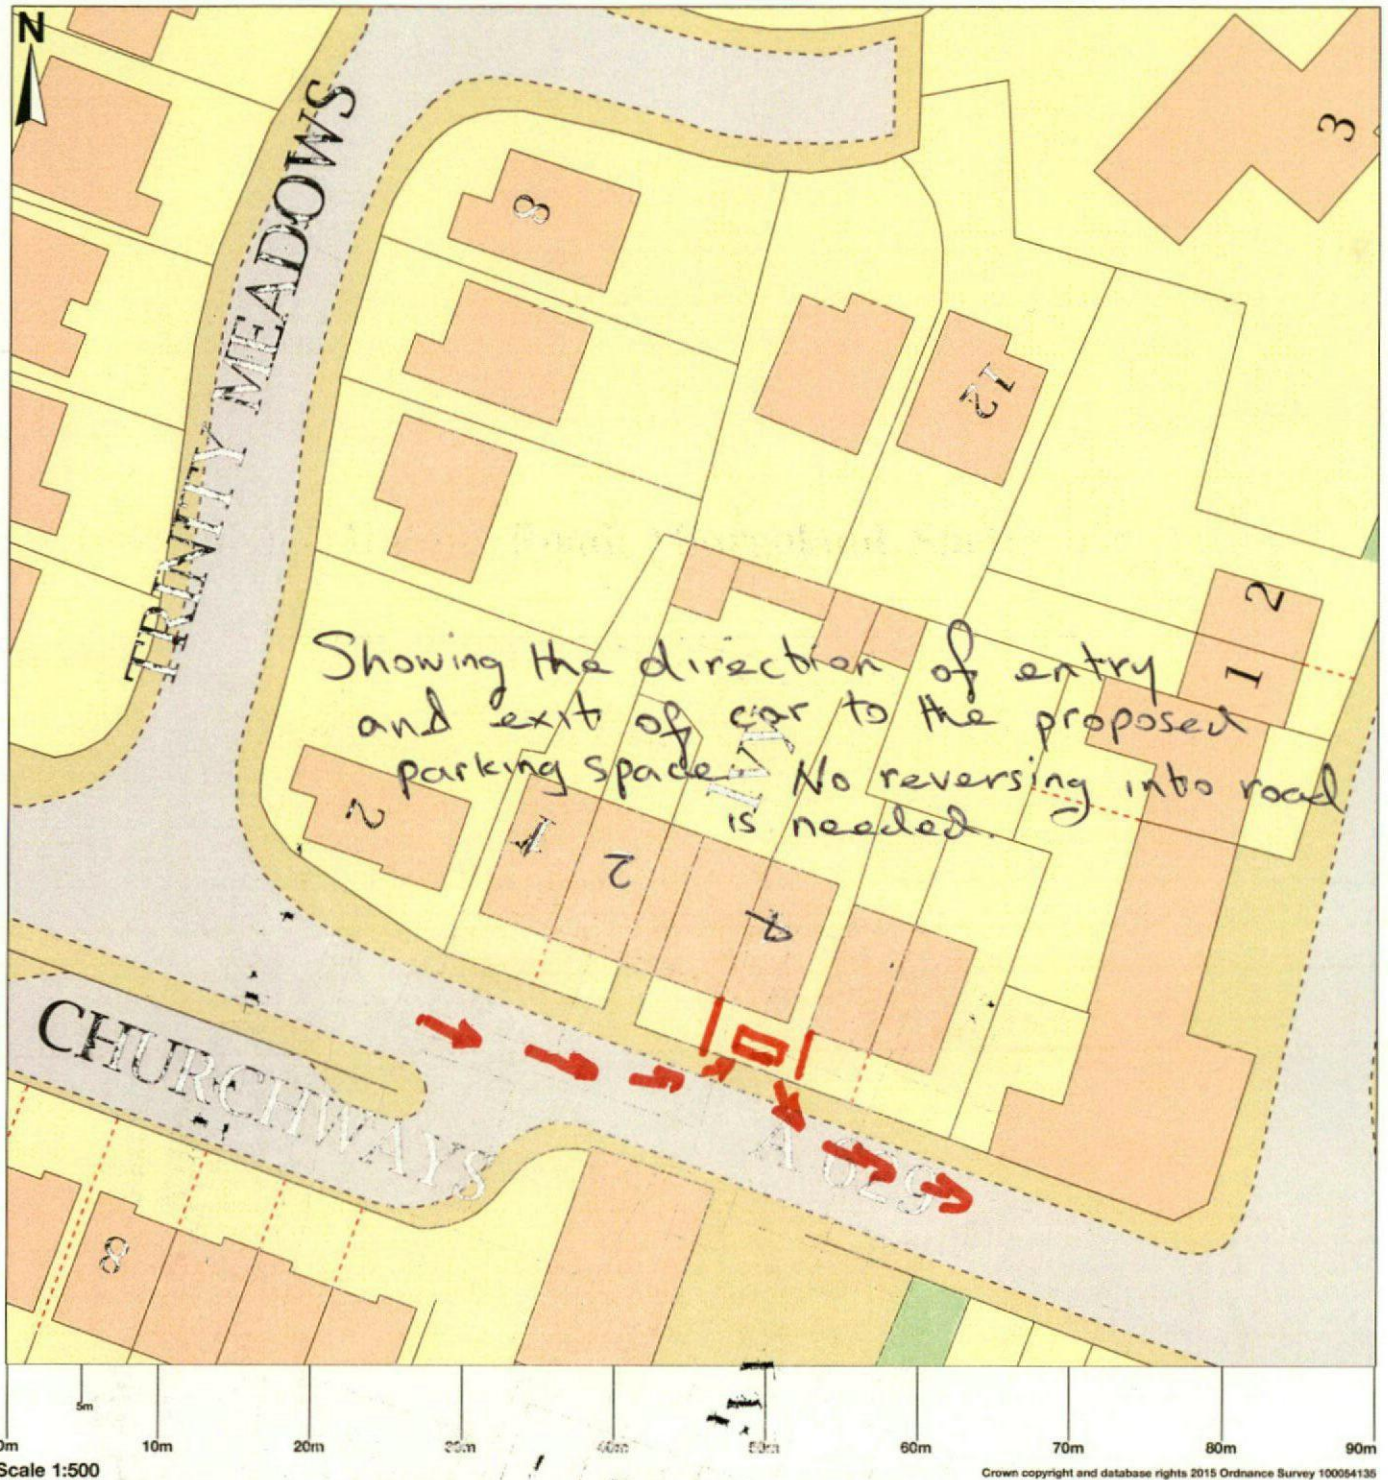 N
TRINITY MEADOWS
8
3
12
2
1
Showing the direction of entry
and exit of car to the proposed
parking space. No reversing into road
is needed.
2
1
2
4
CHURCHWAYS
A 629
8
0m
5m
10m
20m
30m
40m
50m
60m
70m
80m
90m
Scale 1:500
Crown copyright and database rights 2015 Ordnance Survey 100054135